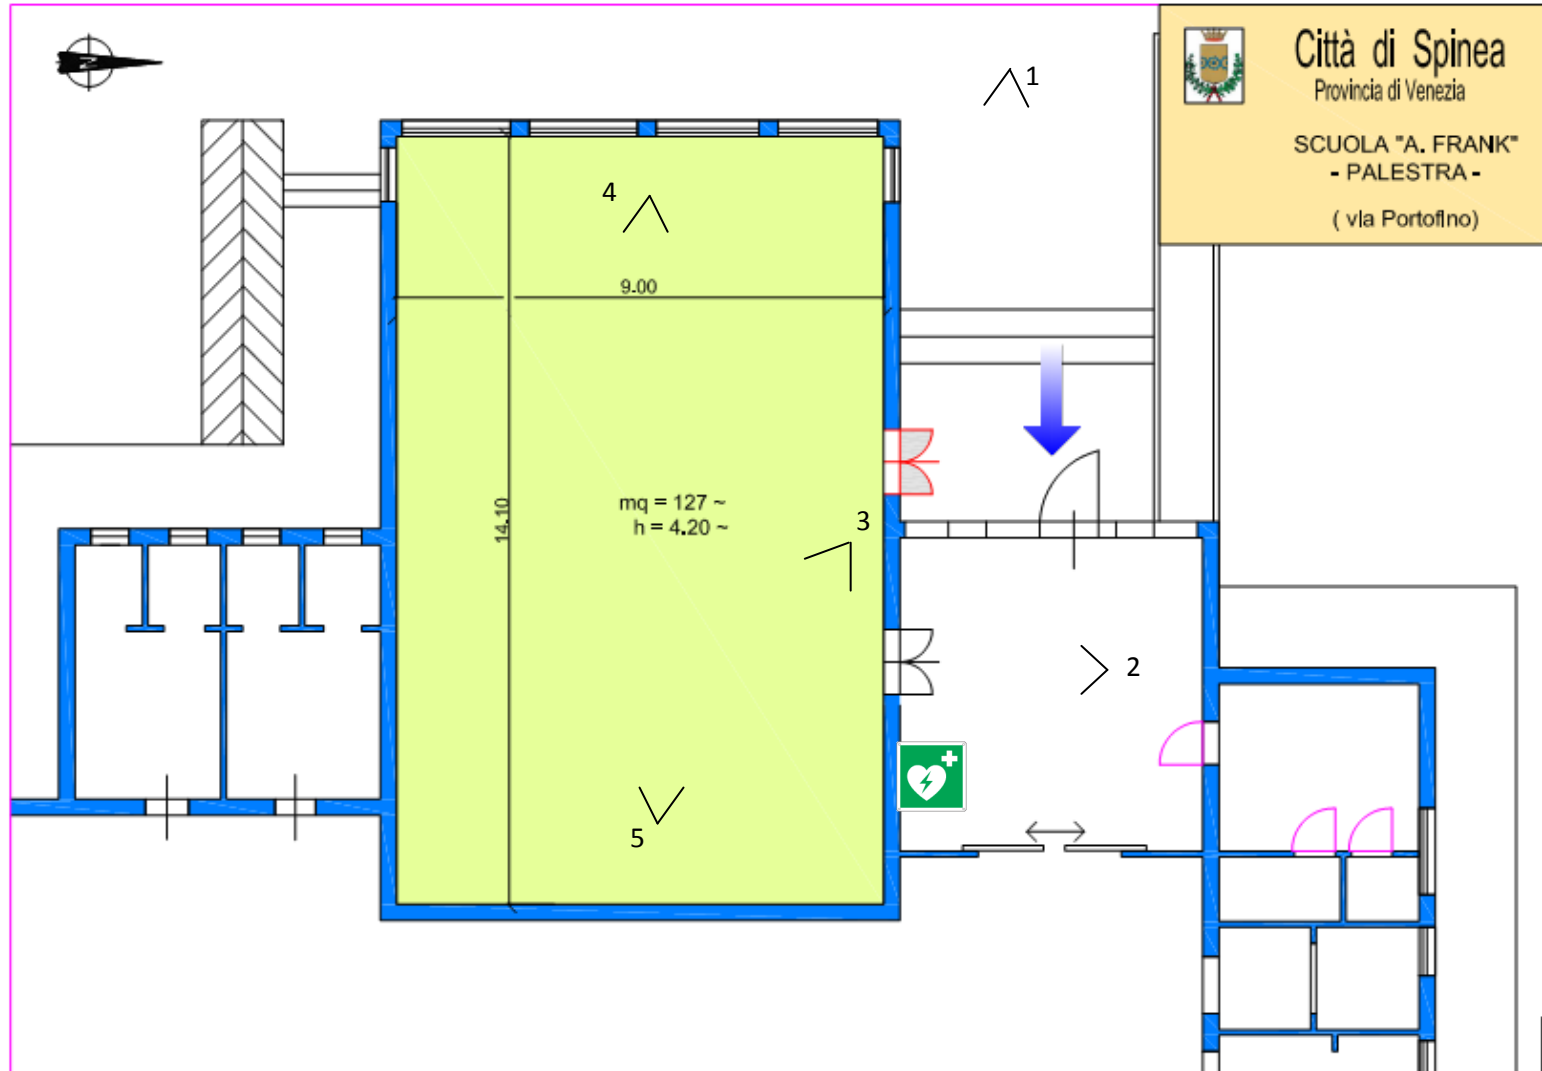 Città di Spinea
Provincia di Venezia
SCUOLA "A. FRANK"
- PALESTRA -
( via Portofino)
1
4
9.00
14.10
mq = 127 ~
h = 4.20 ~
3
2
5